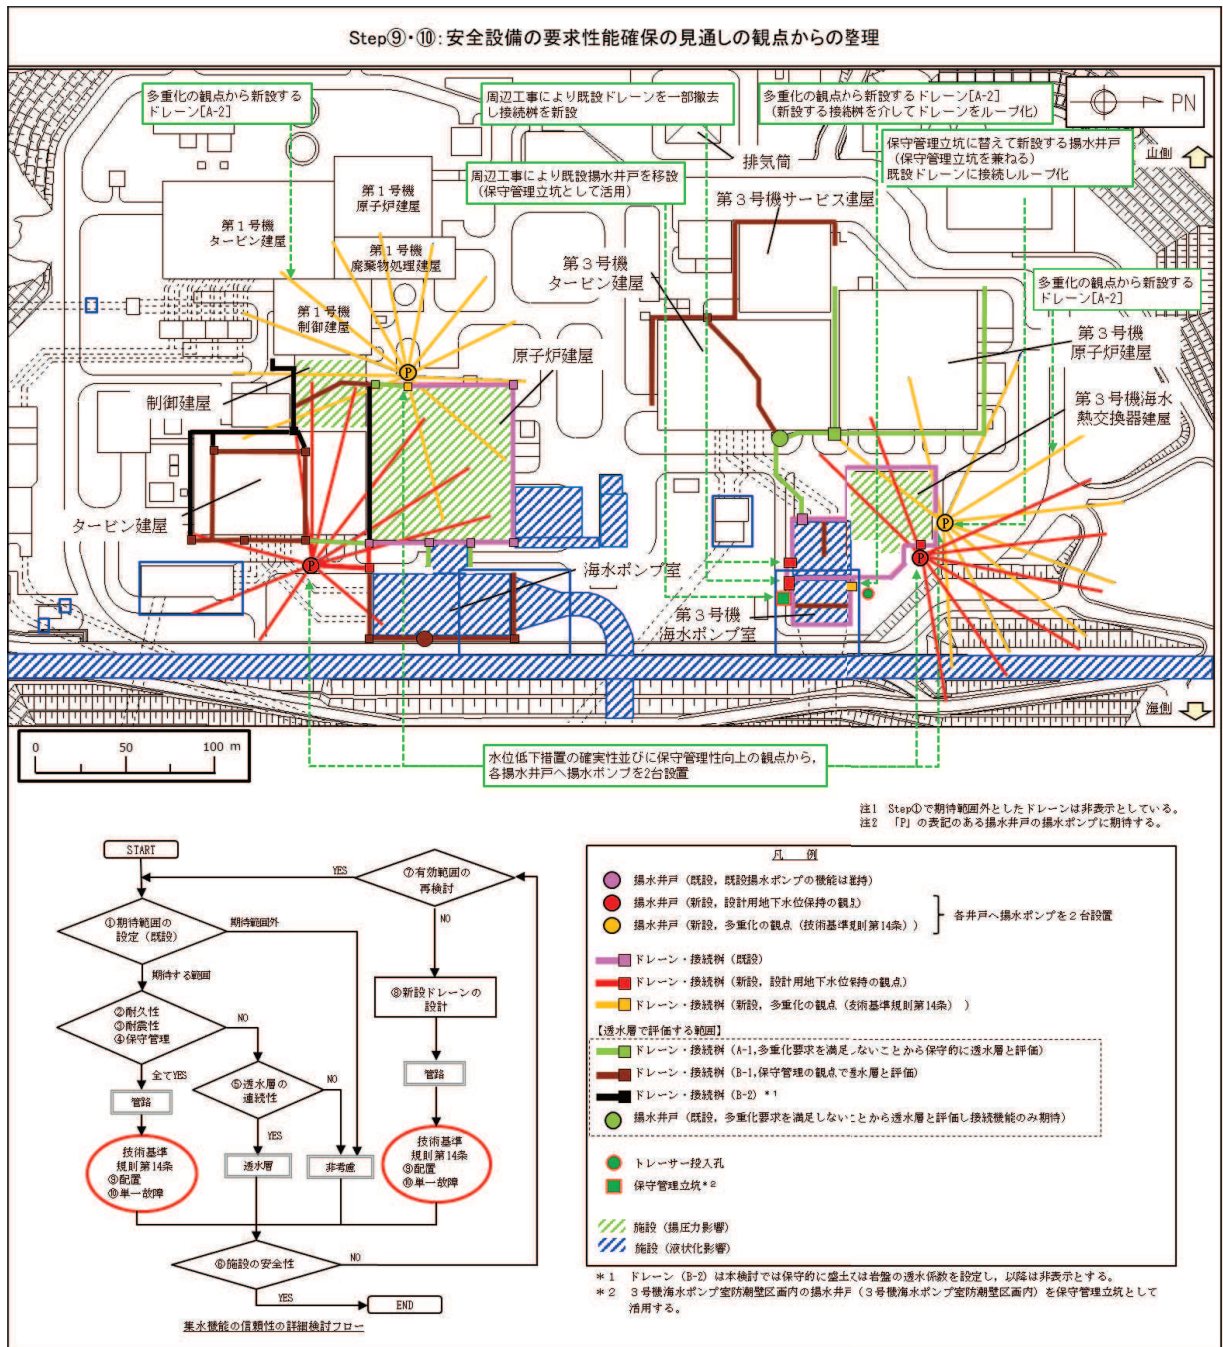 Step⑨・⑩:安全設備の要求性能確保の見通しの観点からの整理
多重化の観点から新設する
ドレーン[A-2]
周辺工事により既設ドレーンを一部撤去
し接続桝を新設
多重化の観点から新設するドレーン[A-2]
(新設する接続桝を介してドレーンをループ化)
PN
保守管理立坑に替えて新設する揚水井戸
(保守管理立坑を兼ねる)
既設ドレーンに接続しループ化
山側
排気筒
周辺工事により既設揚水井戸を移設
(保守管理立坑として活用)
第1号機
原子炉建屋
第3号機サービス建屋
第1号機
タービン建屋
第1号機
廃棄物処理建屋
第3号機
タービン建屋
多重化の観点から新設する
ドレーン[A-2]
第1号機
制御建屋
原子炉建屋
第3号機
原子炉建屋
制御建屋
第3号機海水
熱交換器建屋
P
P
P
P
タービン建屋
海水ポンプ室
第3号機
海水ポンプ室
海側
0 50 100 m
水位低下措置の確実性並びに保守管理性向上の観点から,
各揚水井戸へ揚水ポンプを2台設置
注1 Step①で期待範囲外としたドレーンは非表示としている。
注2 「P」の表記のある揚水井戸の揚水ポンプに期待する。
START
YES
⑦有効範囲の
再検討
NO
①期待範囲の
設定(既設)
期待範囲外
期待する範囲
⑧新設ドレーンの
設計
②耐久性
③耐震性
④保守管理
NO
全てYES
管路
⑤透水層の
連続性
NO
YES
管路
技術基準
規則第14条
⑨配置
⑩単一故障
透水層
非考慮
技術基準
規則第14条
⑨配置
⑩単一故障
⑥施設の安全性
NO
YES
END
集水機能の信頼性の詳細検討フロー
凡 例
揚水井戸(既設,既設揚水ポンプの機能は維持)
揚水井戸(新設,設計用地下水位保持の観点)
揚水井戸(新設,多重化の観点(技術基準規則第14条))
各井戸へ揚水ポンプを2台設置
ドレーン・接続桝(既設)
ドレーン・接続桝(新設,設計用地下水位保持の観点)
ドレーン・接続桝(新設,多重化の観点(技術基準規則第14条))
【透水層で評価する範囲】
ドレーン・接続桝(A-1,多重化要求を満足しないことから保守的に透水層と評価)
ドレーン・接続桝(B-1,保守管理の観点で透水層と評価)
ドレーン・接続桝(B-2)*1
揚水井戸(既設,多重化要求を満足しないことから透水層と評価し接続機能のみ期待)
トレーサー投入孔
保守管理立坑*2
施設(揚圧力影響)
施設(液状化影響)
*1 ドレーン(B-2)は本検討では保守的に盛土又は岩盤の透水係数を設定し,以降は非表示とする。
*2 3号機海水ポンプ室防潮壁区画内の揚水井戸(3号機海水ポンプ室防潮壁区画内)を保守管理立坑として
活用する。